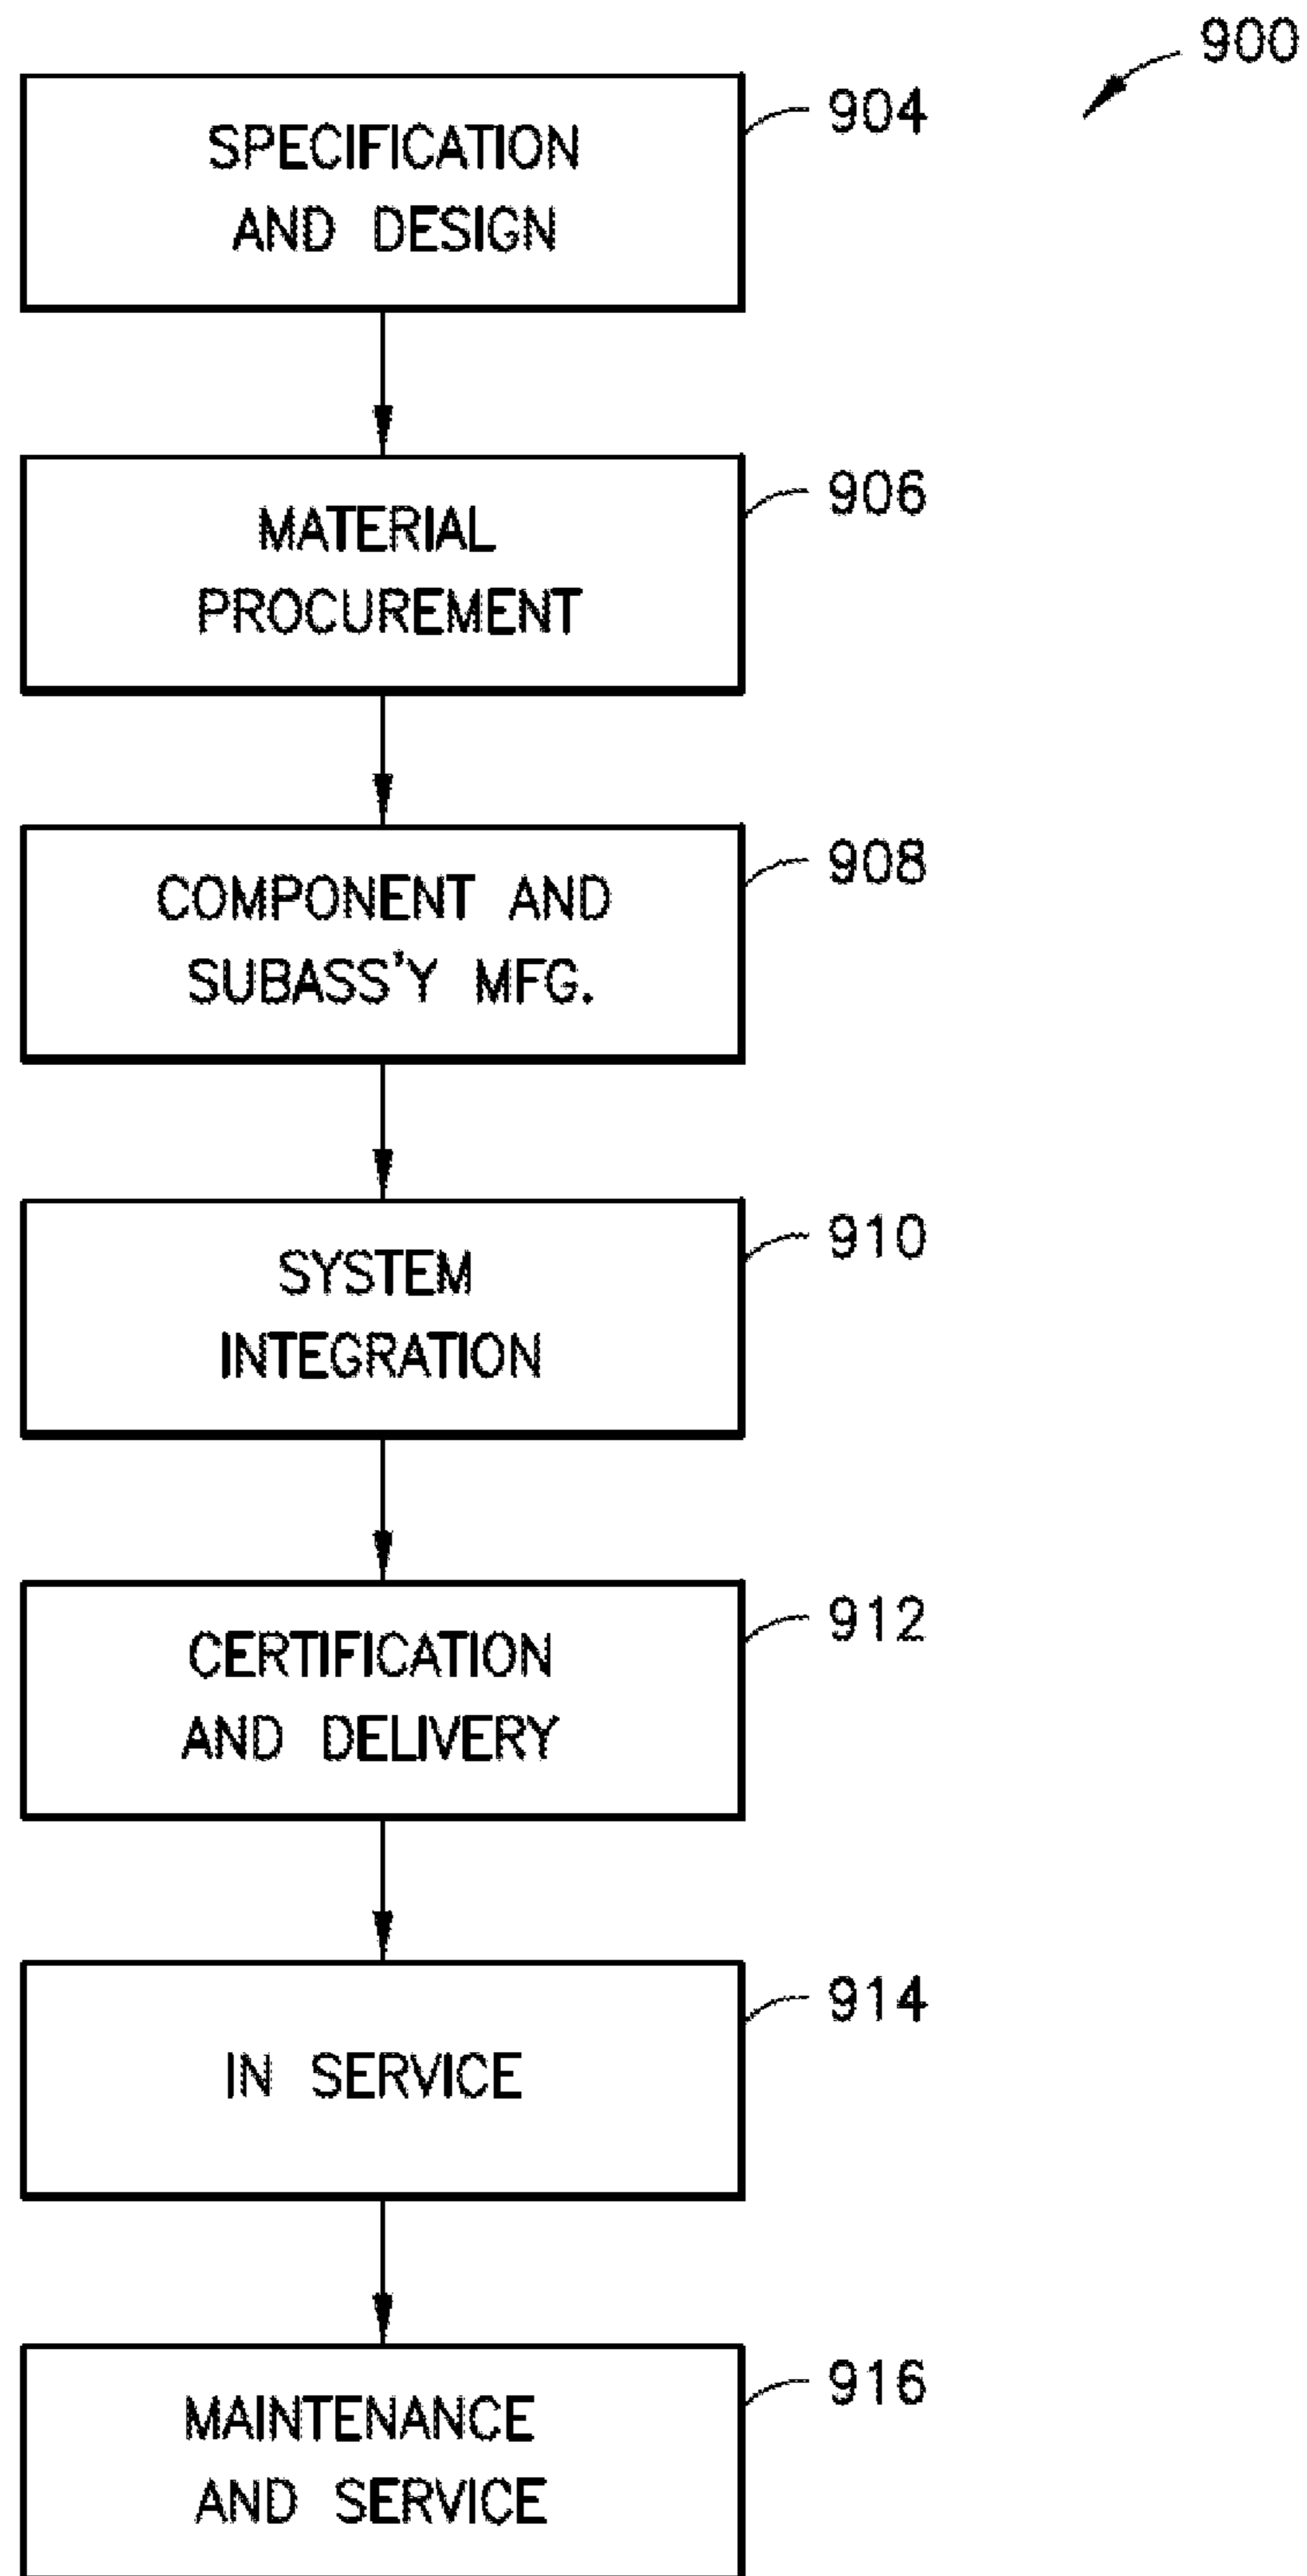 900
SPECIFICATION
AND DESIGN
904
MATERIAL
PROCUREMENT
906
COMPONENT AND
SUBASS'Y MFG.
908
SYSTEM
INTEGRATION
910
CERTIFICATION
AND DELIVERY
912
IN SERVICE
914
MAINTENANCE
AND SERVICE
916